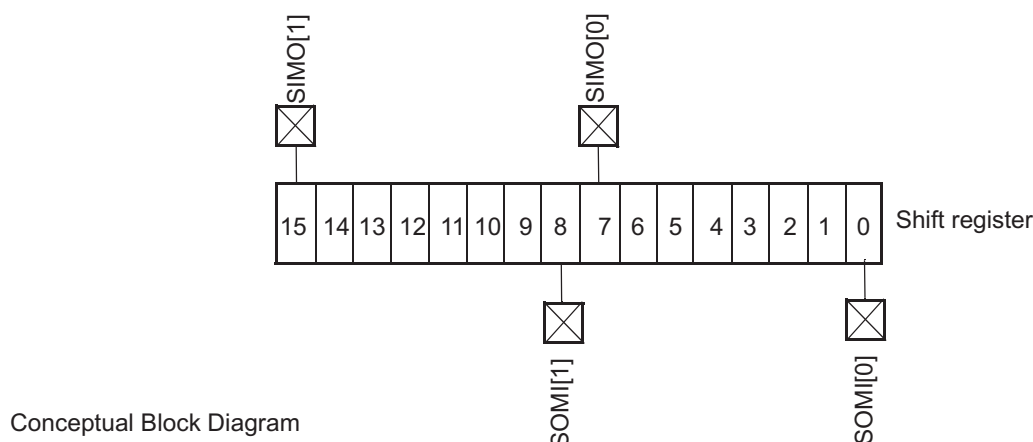 SIMO[1]
SIMO[0]
15 14 13 12 11 10 9 8 7 6 5 4 3 2 1 0
Shift register
SOMI[1]
SOMI[0]
Conceptual Block Diagram